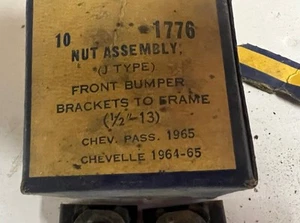 10 1776
NUT ASSEMBLY
(J TYPE)
FRONT BUMPER
BRACKETS TO FRAME
(1/2"-13)
CHEV. PASS. 1965
CHEVELLE 1964-65